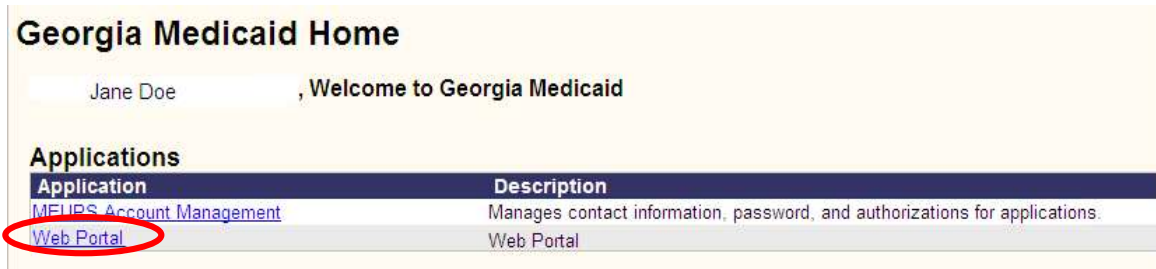 Georgia Medicaid Home
Jane Doe , Welcome to Georgia Medicaid
Applications
Application Description
MEUPS Account Management Manages contact information, password, and authorizations for applications.
Web Portal Web Portal